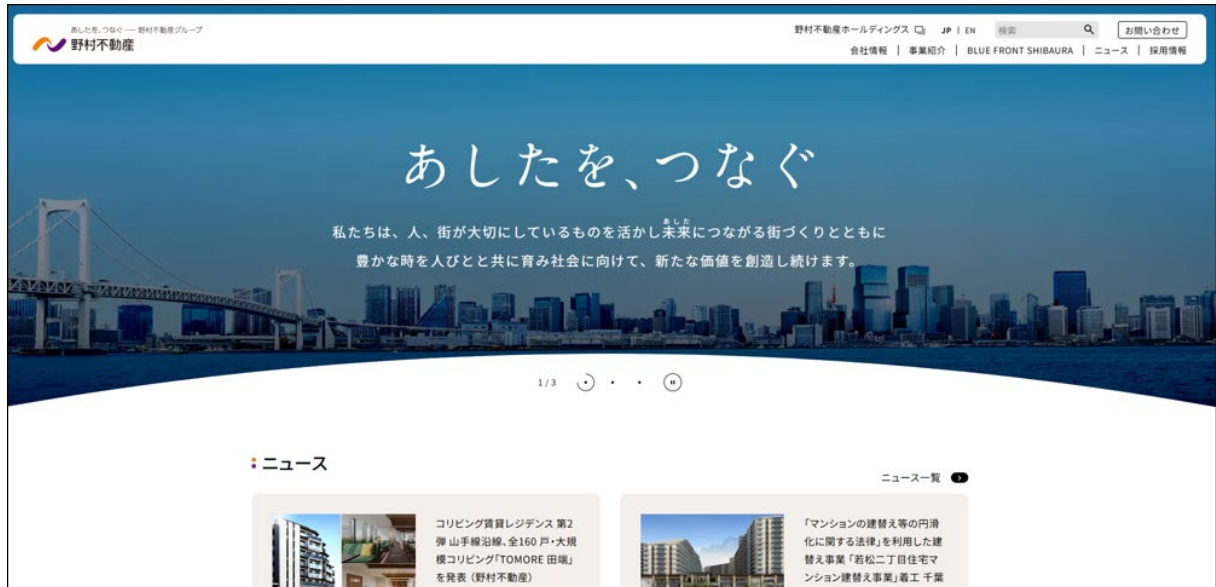 あしたを、つなぐ — 野村不動産グループ
野村不動産
野村不動産ホールディングス JP | EN 検索 お問い合わせ
会社情報 | 事業紹介 | BLUE FRONT SHIBAURA | ニュース | 採用情報
あしたを、つなぐ
あした
私たちは、人、街が大切にしているものを活かし未来につながる街づくりとともに
豊かな時を人びとと共に育み社会に向けて、新たな価値を創造し続けます。
1/3
ニュース
ニュース一覧
コリビング賃貸レジデンス 第2
弾 山手線沿線、全160 戸・大規
模コリビング「TOMORE 田端」
を発表（野村不動産）
「マンションの建替え等の円滑
化に関する法律」を利用した建
替え事業 「若松二丁目住宅マ
ンション建替え事業」着工 千葉